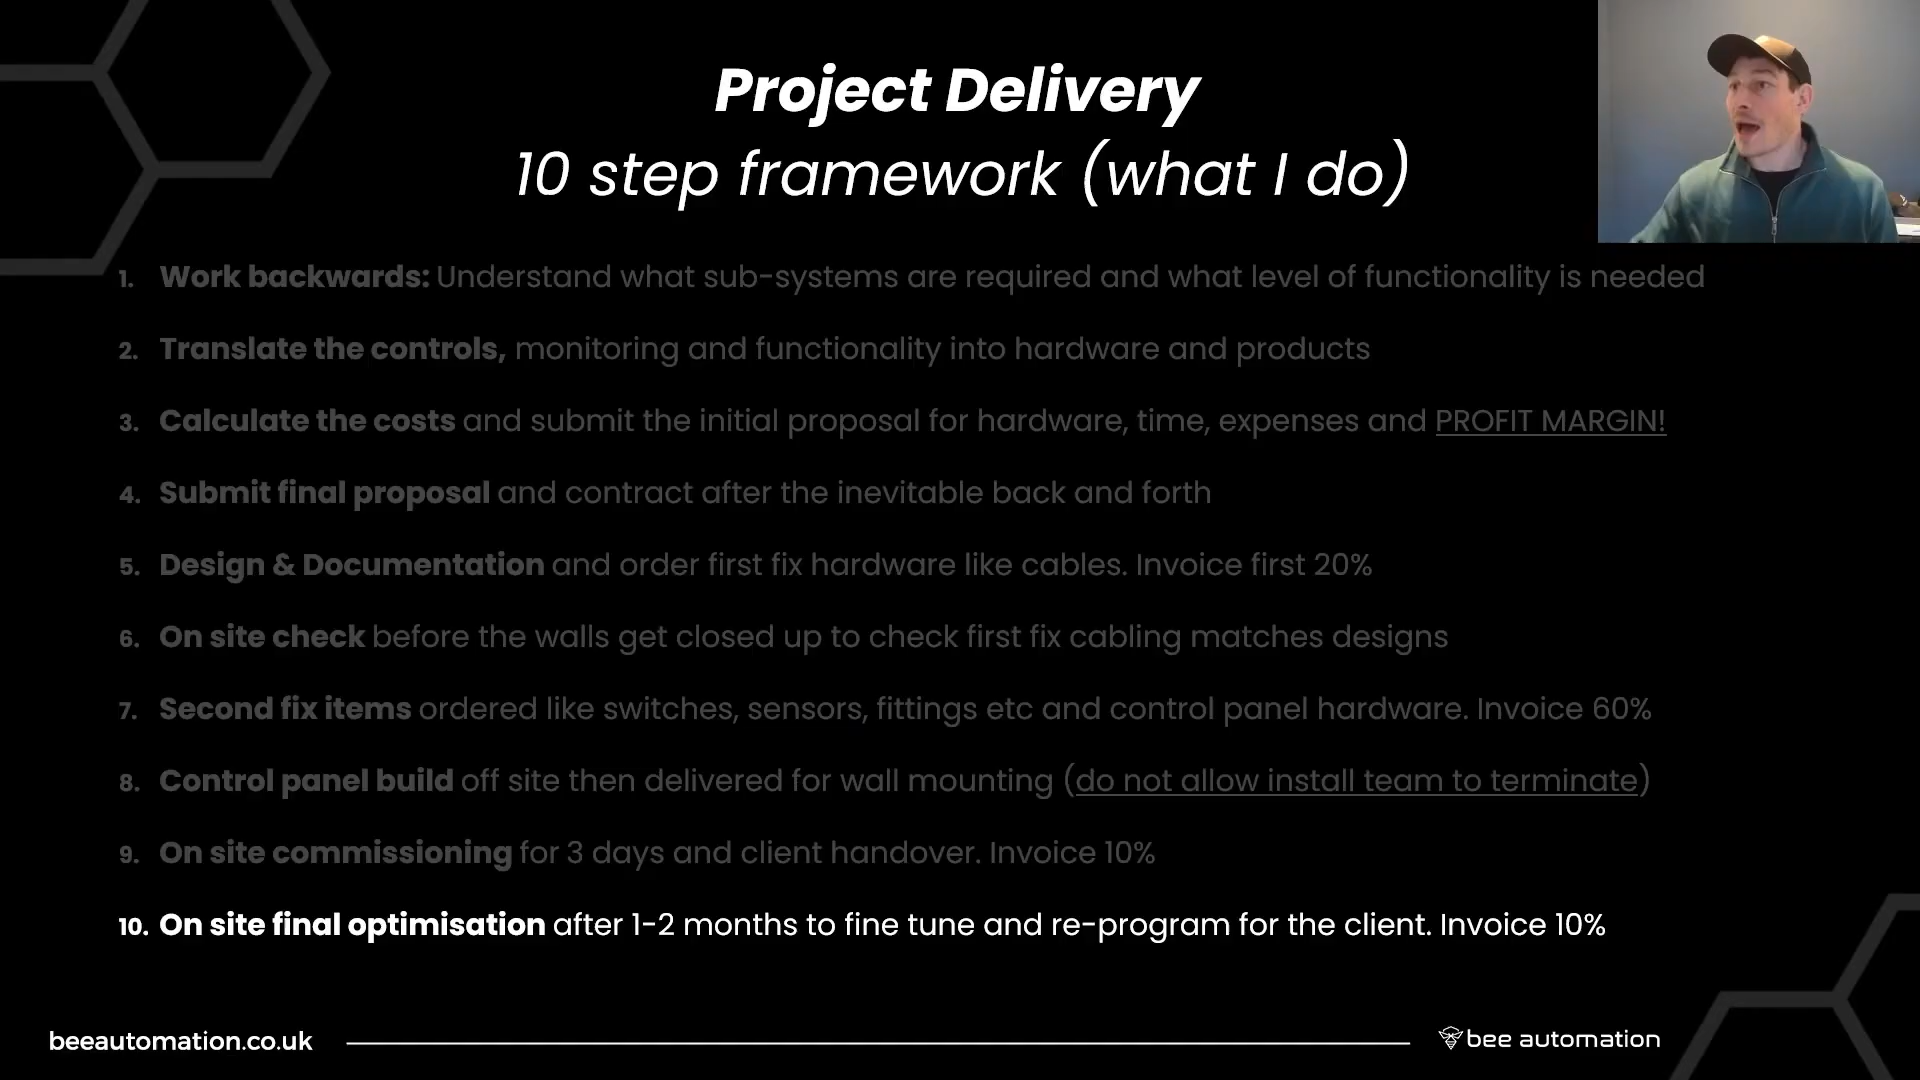 Project Delivery
10 step framework (what I do)
1. Work backwards: Understand what sub-systems are required and what level of functionality is needed
2. Translate the controls, monitoring and functionality into hardware and products
3. Calculate the costs and submit the initial proposal for hardware, time, expenses and PROFIT MARGIN!
4. Submit final proposal and contract after the inevitable back and forth
5. Design & Documentation and order first fix hardware like cables. Invoice first 20%
6. On site check before the walls get closed up to check first fix cabling matches designs
7. Second fix items ordered like switches, sensors, fittings etc and control panel hardware. Invoice 60%
8. Control panel build off site then delivered for wall mounting (do not allow install team to terminate)
9. On site commissioning for 3 days and client handover. Invoice 10%
10. On site final optimisation after 1-2 months to fine tune and re-program for the client. Invoice 10%
beeautomation.co.uk
bee automation